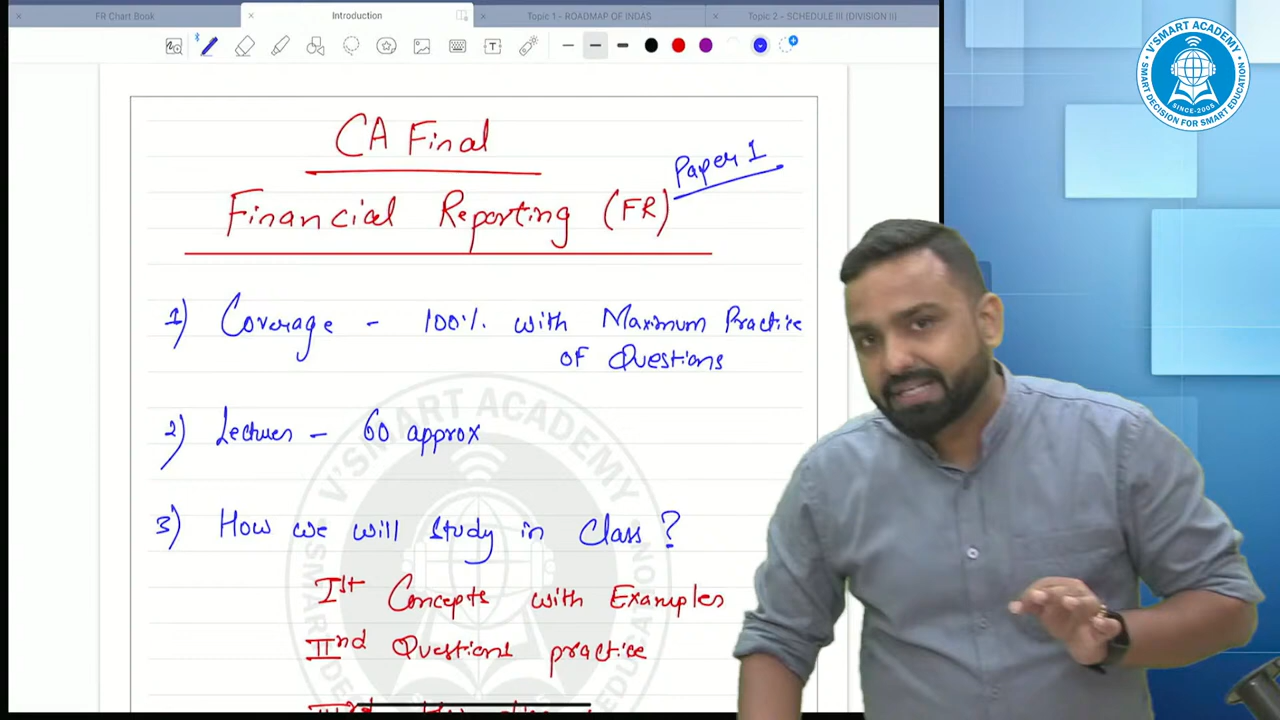 FR Chart Book
Introduction
Topic 1 - ROADMAP OF INDAS
Topic 2 - SCHEDULE III (DIVISION II)
V'SMART ACADEMY
SMART DECISION FOR SMART EDUCATION
SINCE-2005
CA Final
Paper 1
Financial Reporting (FR)
1) Coverage - 100% with Maximum Practice
of Questions
2) Lectures - 60 approx
3) How we will study in Class?
Ist Concepts with Examples
IInd Questions practice
IIIrd
V'SMART ACADEMY